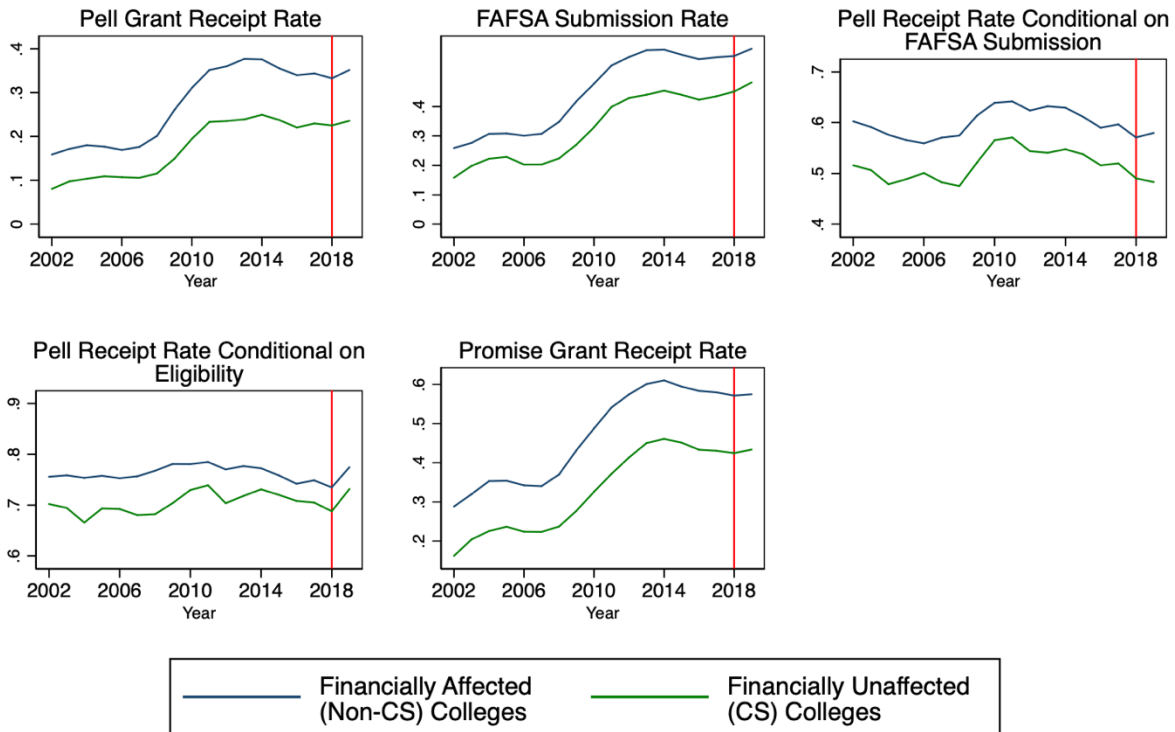 Pell Grant Receipt Rate
.4
.3
.2
.1
0
2002 2006 2010 2014 2018
Year
FAFSA Submission Rate
.4
.3
.2
.1
0
2002 2006 2010 2014 2018
Year
Pell Receipt Rate Conditional on
FAFSA Submission
.7
.6
.5
.4
2002 2006 2010 2014 2018
Year
Pell Receipt Rate Conditional on
Eligibility
.9
.8
.7
.6
2002 2006 2010 2014 2018
Year
Promise Grant Receipt Rate
.6
.5
.4
.3
.2
2002 2006 2010 2014 2018
Year
Financially Affected
(Non-CS) Colleges
Financially Unaffected
(CS) Colleges